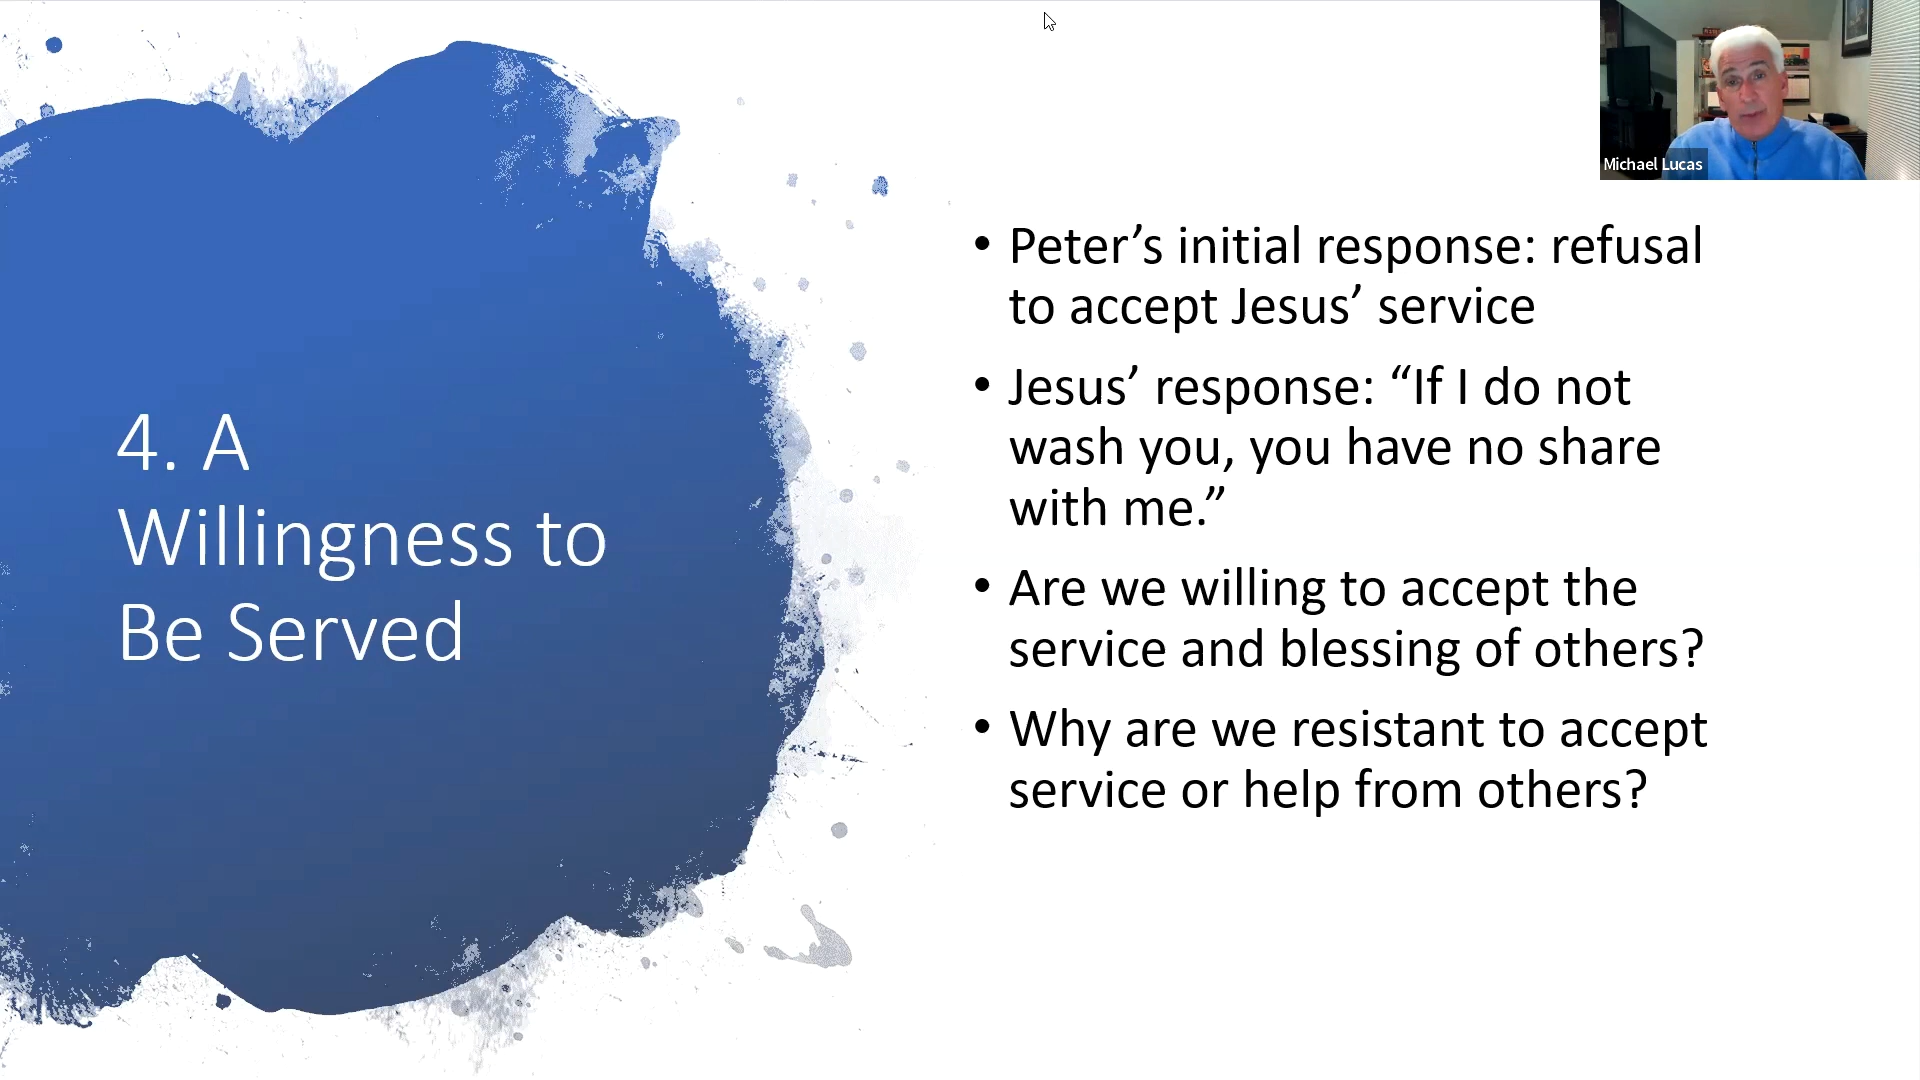 4. A
Willingness to
Be Served
• Peter’s initial response: refusal
to accept Jesus’ service
• Jesus’ response: “If I do not
wash you, you have no share
with me.”
• Are we willing to accept the
service and blessing of others?
• Why are we resistant to accept
service or help from others?
Michael Lucas